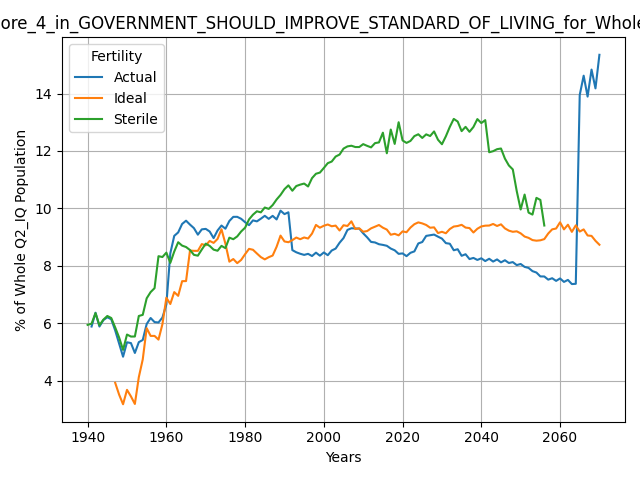 ore_4_in_GOVERNMENT_SHOULD_IMPROVE_STANDARD_OF_LIVING_for_Whole
Fertility
Actual
Ideal
Sterile
% of Whole Q2_IQ Population
14
12
10
8
6
4
1940 1960 1980 2000 2020 2040 2060
Years